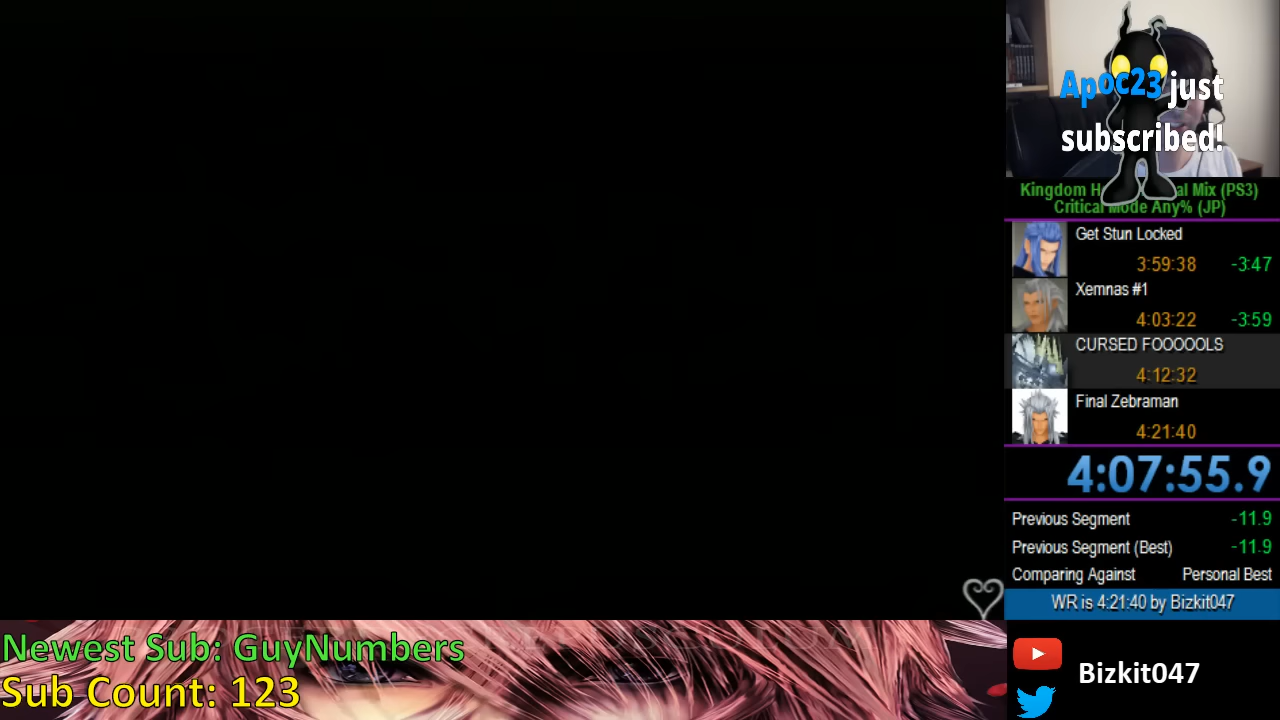 Apoc23 just
subscribed!
Kingdom H al Mix (PS3)
Critical Mode Any% (JP)
Get Stun Locked
3:59:38 -3:47
Xemnas #1
4:03:22 -3:59
CURSED FOOOOOLS
4:12:32
Final Zebraman
4:21:40
4:07:55.9
Previous Segment -11.9
Previous Segment (Best) -11.9
Comparing Against Personal Best
WR is 4:21:40 by Bizkit047
Newest Sub: GuyNumbers
Sub Count: 123
Bizkit047